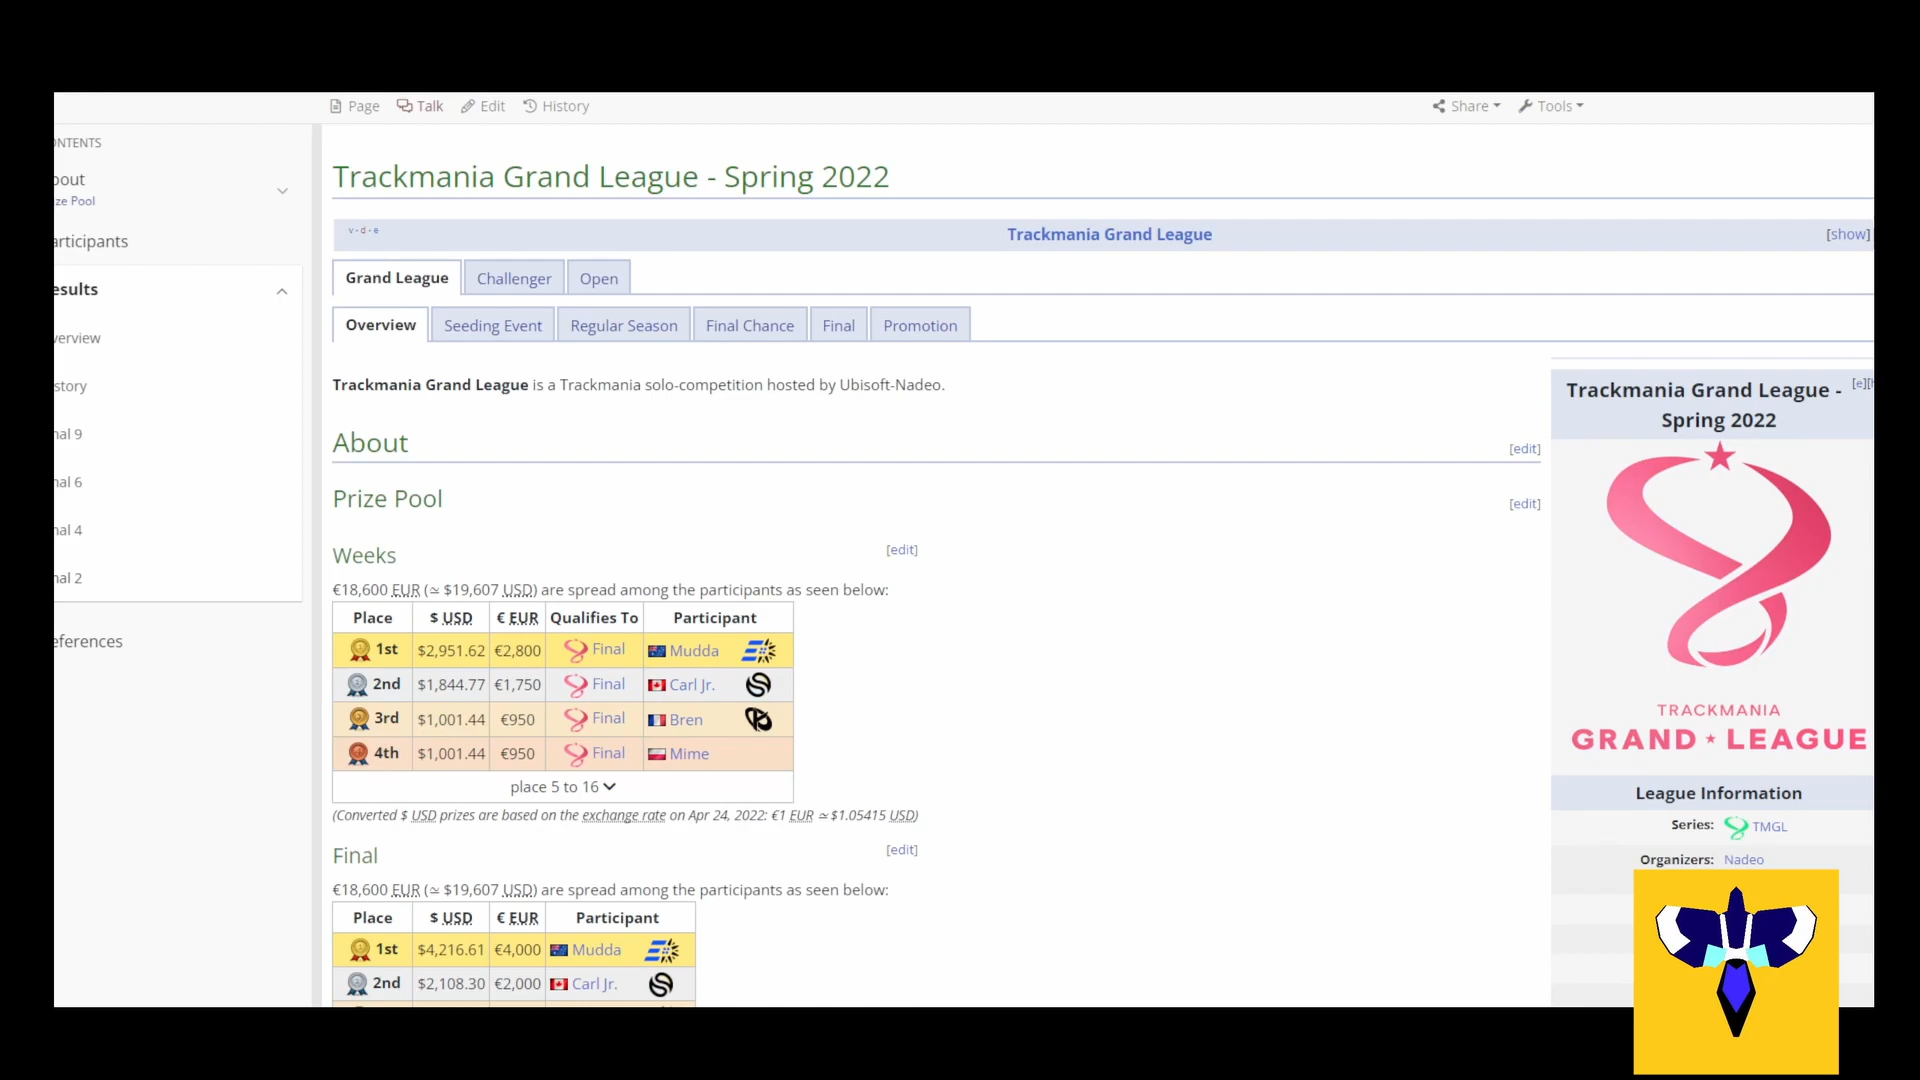 Page Talk Edit History Share Tools
ONTENTS
bout
ze Pool
articipants
esults
verview
story
nal 9
nal 6
nal 4
nal 2
eferences
Trackmania Grand League - Spring 2022
v·d·e Trackmania Grand League [show]
Grand League Challenger Open
Overview Seeding Event Regular Season Final Chance Final Promotion
Trackmania Grand League is a Trackmania solo-competition hosted by Ubisoft-Nadeo.
About [edit]
Prize Pool [edit]
Weeks [edit]
€18,600 EUR (≃ $19,607 USD) are spread among the participants as seen below:
Place $ USD € EUR Qualifies To Participant
1st $2,951.62 €2,800 Final Mudda
2nd $1,844.77 €1,750 Final Carl Jr.
3rd $1,001.44 €950 Final Bren
4th $1,001.44 €950 Final Mime
place 5 to 16
(Converted $ USD prizes are based on the exchange rate on Apr 24, 2022: €1 EUR ≃ $1.05415 USD)
Final [edit]
€18,600 EUR (≃ $19,607 USD) are spread among the participants as seen below:
Place $ USD € EUR Participant
1st $4,216.61 €4,000 Mudda
2nd $2,108.30 €2,000 Carl Jr.
Trackmania Grand League - [e][h
Spring 2022
TRACKMANIA
GRAND ★ LEAGUE
League Information
Series: TMGL
Organizers: Nadeo